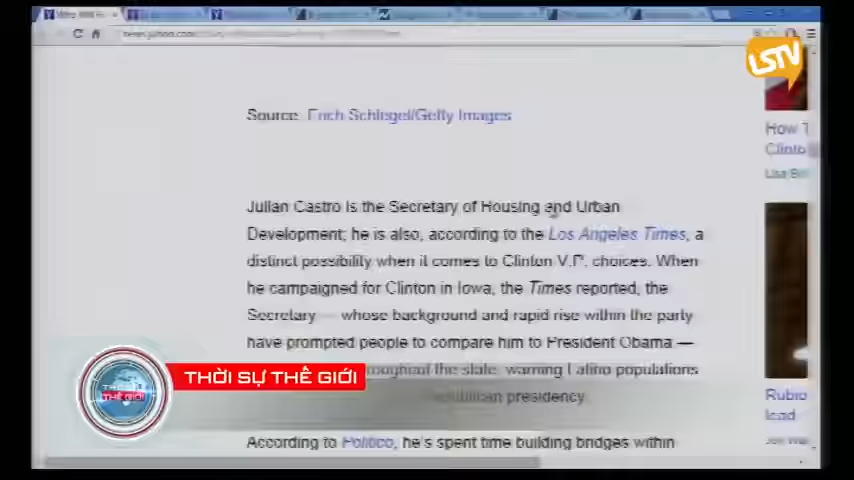 LSTV
Source: Erich Schlegel/Getty Images
How T
Clinto
Julian Castro is the Secretary of Housing and Urban
Development; he is also, according to the Los Angeles Times, a
distinct possibility when it comes to Clinton V.P. choices. When
he campaigned for Clinton in Iowa, the Times reported, the
Secretary — whose background and rapid rise within the party
have prompted people to compare him to President Obama —
roughout the state, warning Latino populations
presidency.
According to Politico, he's spent time building bridges within
THỜI SỰ THẾ GIỚI
THẾ GIỚI
Rubio
lead